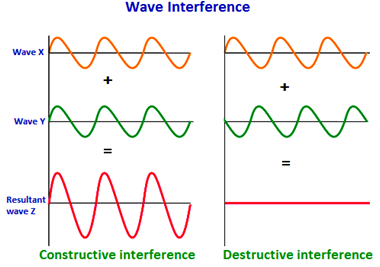 Wave Interference
Wave X
+
+
Wave Y
=
=
Resultant
wave Z
Constructive interference
Destructive interference